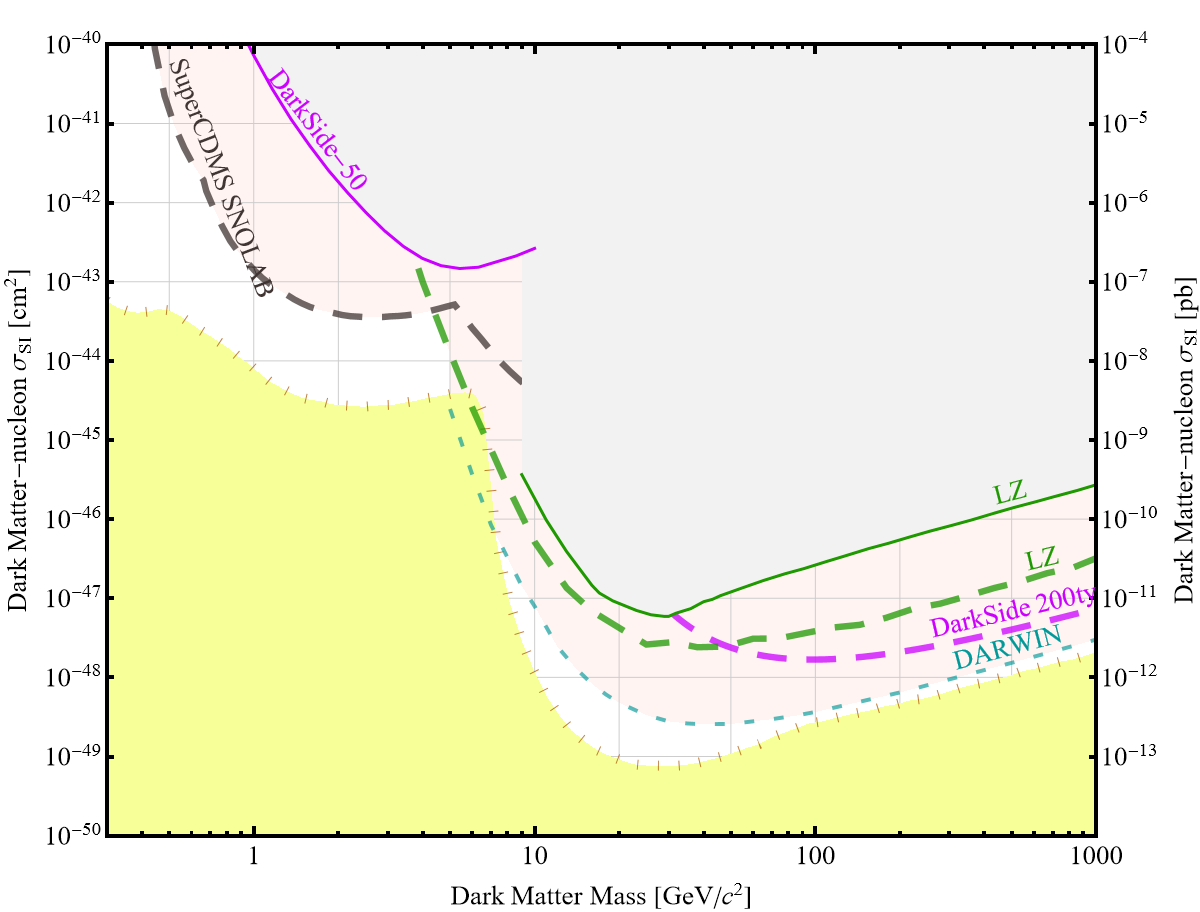 10−40
10−41
10−42
10−43
10−44
10−45
10−46
10−47
10−48
10−49
10−50
Dark Matter−nucleon σSI [cm2]
SuperCDMS SNOLAB
DarkSide−50
LZ
LZ
DarkSide 200ty
DARWIN
10−4
10−5
10−6
10−7
10−8
10−9
10−10
10−11
10−12
10−13
Dark Matter−nucleon σSI [pb]
1 10 100 1000
Dark Matter Mass [GeV/c2]